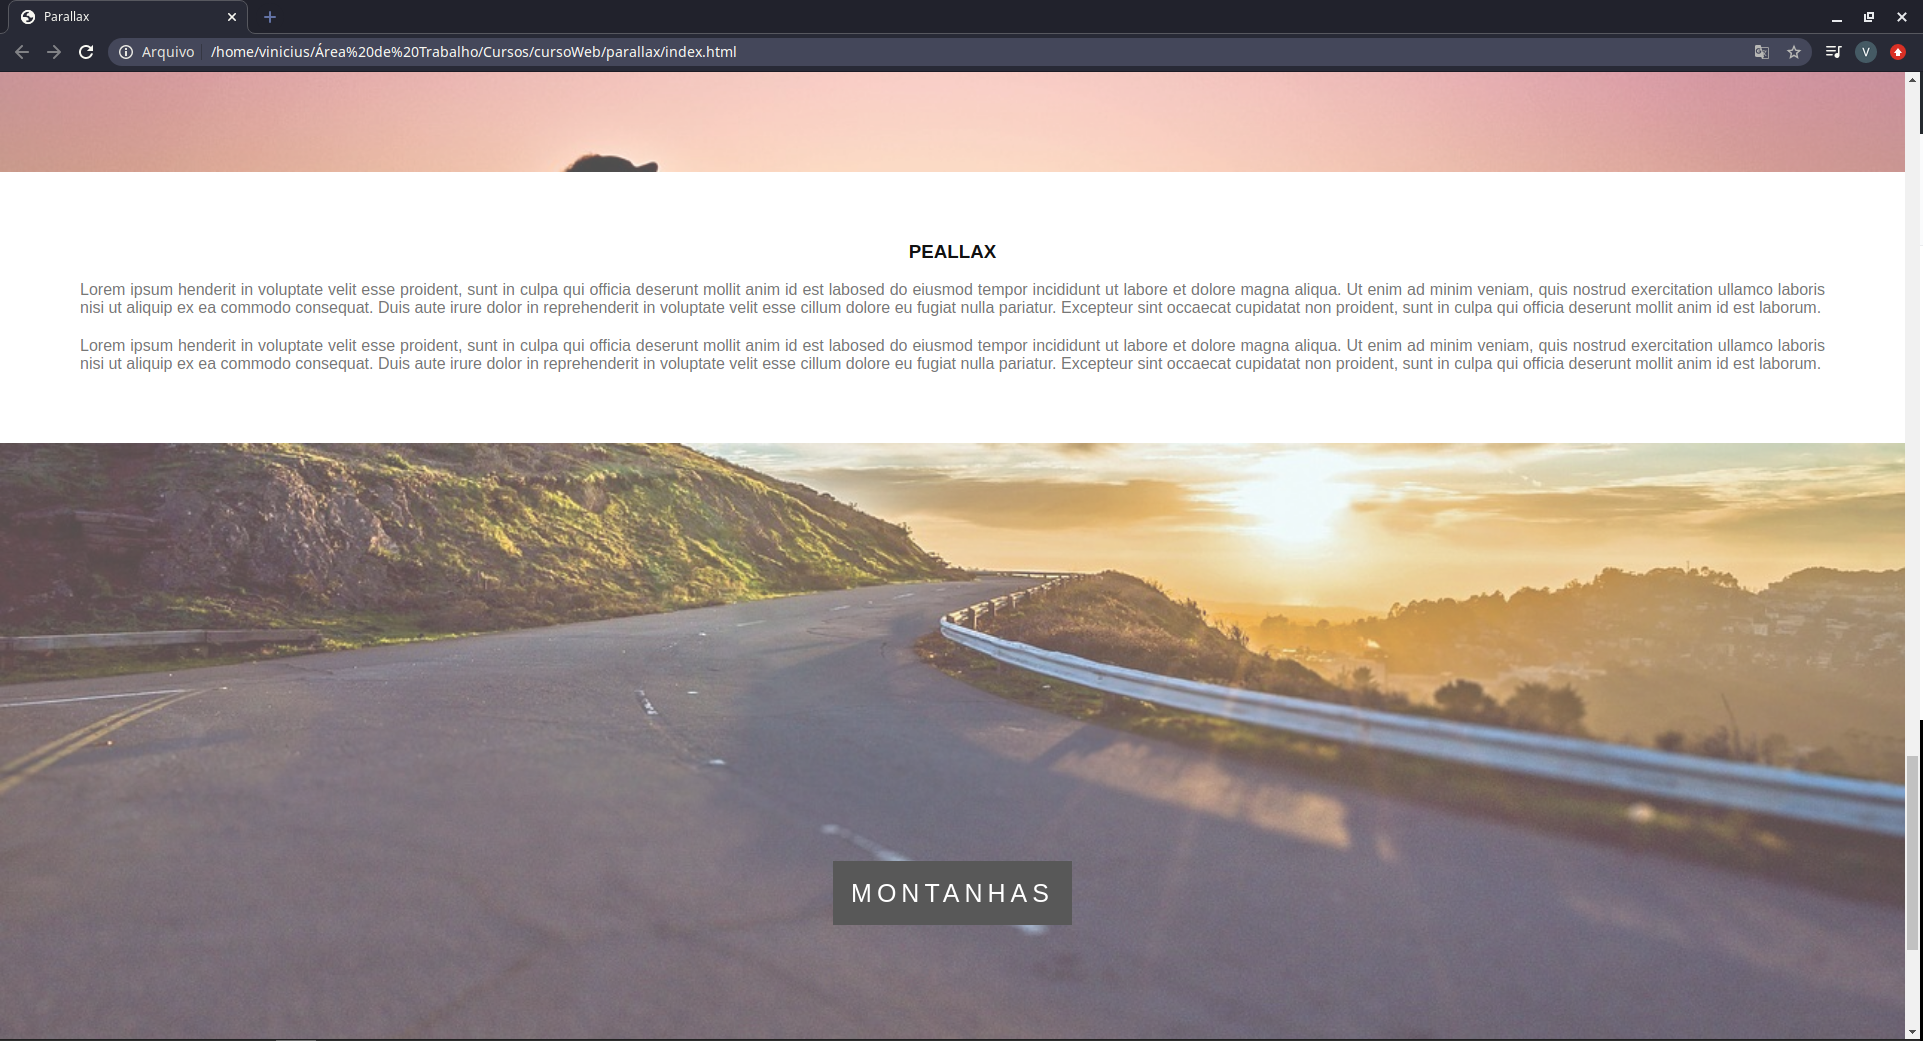 Parallax
Arquivo /home/vinicius/Área%20de%20Trabalho/Cursos/cursoWeb/parallax/index.html
V
PEALLAX
Lorem ipsum henderit in voluptate velit esse proident, sunt in culpa qui officia deserunt mollit anim id est labosed do eiusmod tempor incididunt ut labore et dolore magna aliqua. Ut enim ad minim veniam, quis nostrud exercitation ullamco laboris
nisi ut aliquip ex ea commodo consequat. Duis aute irure dolor in reprehenderit in voluptate velit esse cillum dolore eu fugiat nulla pariatur. Excepteur sint occaecat cupidatat non proident, sunt in culpa qui officia deserunt mollit anim id est laborum.
Lorem ipsum henderit in voluptate velit esse proident, sunt in culpa qui officia deserunt mollit anim id est labosed do eiusmod tempor incididunt ut labore et dolore magna aliqua. Ut enim ad minim veniam, quis nostrud exercitation ullamco laboris
nisi ut aliquip ex ea commodo consequat. Duis aute irure dolor in reprehenderit in voluptate velit esse cillum dolore eu fugiat nulla pariatur. Excepteur sint occaecat cupidatat non proident, sunt in culpa qui officia deserunt mollit anim id est laborum.
MONTANHAS